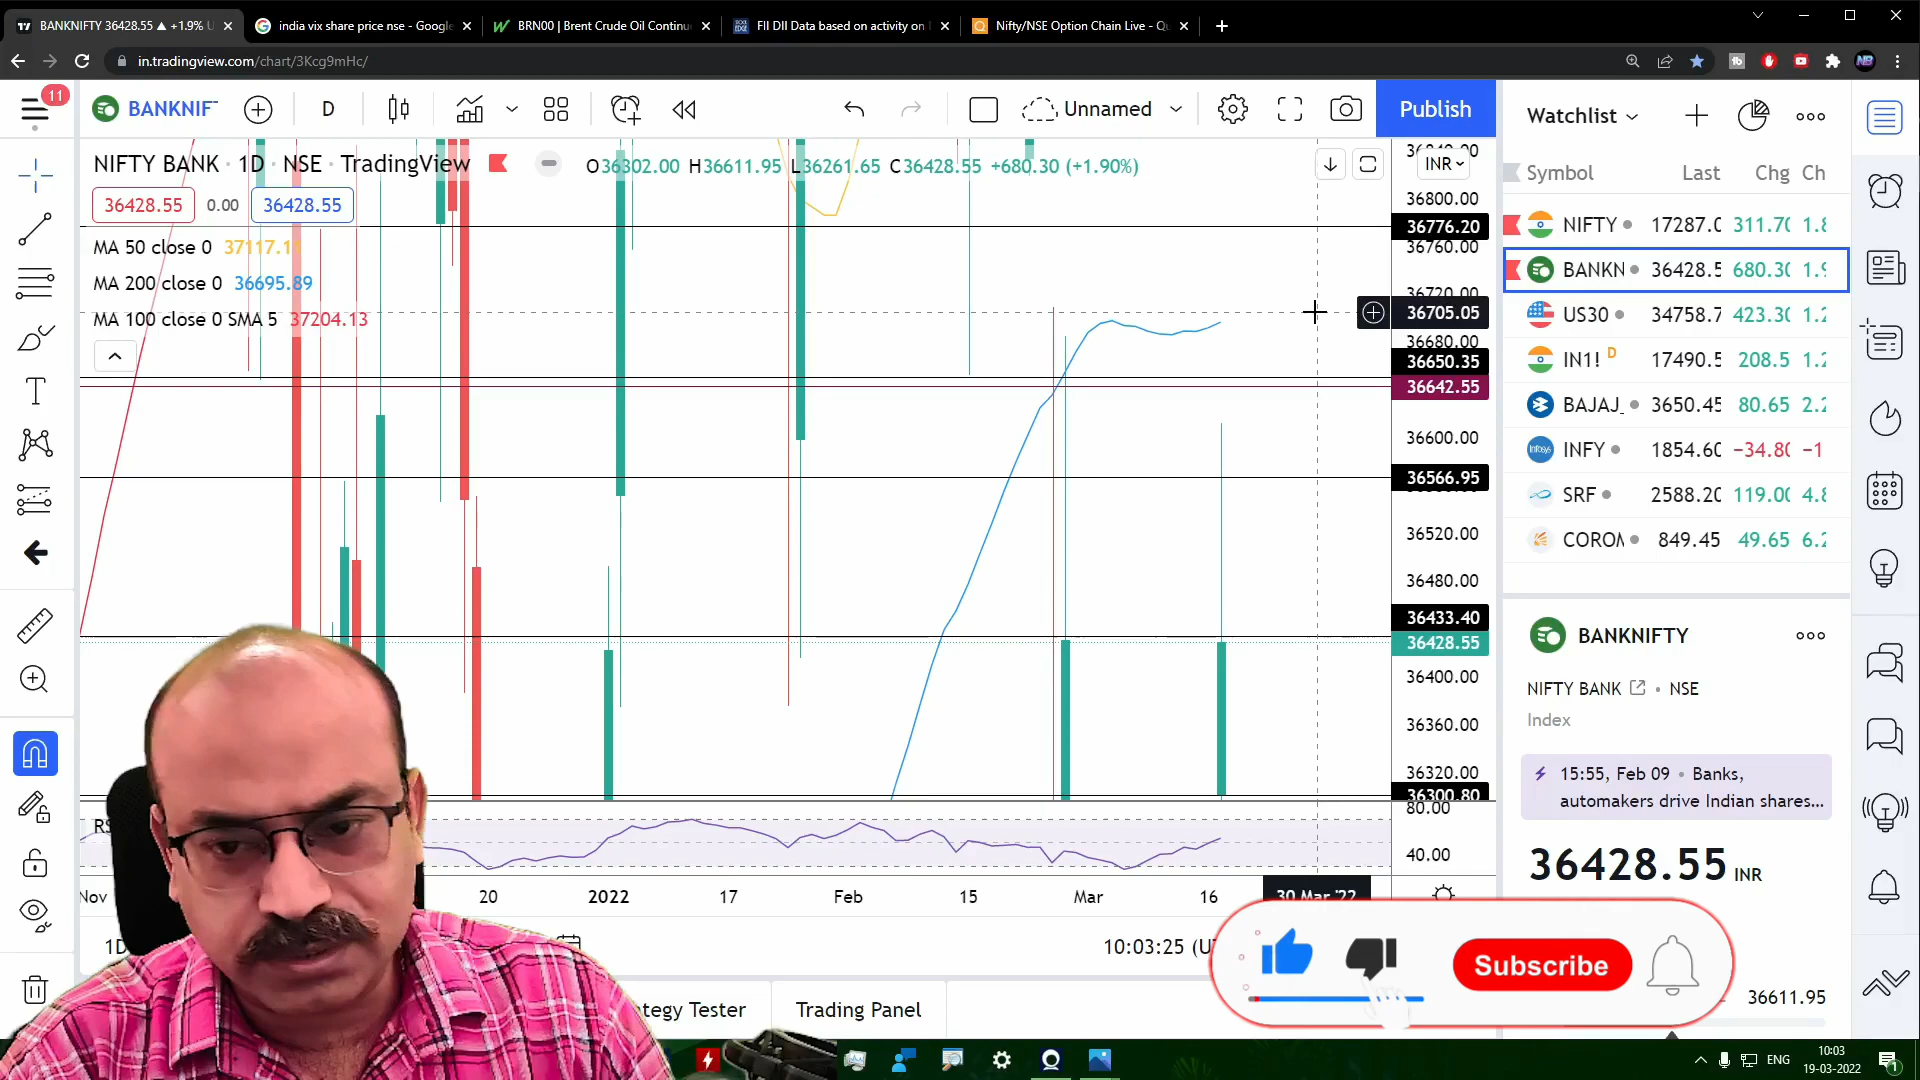 BANKNIFTY 36428.55 ▲ +1.9% U
india vix share price nse - Google
BRN00 | Brent Crude Oil Continu
FII DII Data based on activity on
Nifty/NSE Option Chain Live - Qu
in.tradingview.com/chart/3Kcg9mHc/
11
BANKNIF
D
Unnamed
Publish
Watchlist
NIFTY BANK · 1D · NSE · TradingView
O36302.00 H36611.95 L36261.65 C36428.55 +680.30 (+1.90%)
INR
36428.55 0.00 36428.55
MA 50 close 0 37117.11
MA 200 close 0 36695.89
MA 100 close 0 SMA 5 37204.13
36800.00
36776.20
36760.00
36720.00
36705.05
36680.00
36650.35
36642.55
36600.00
36566.95
36520.00
36480.00
36433.40
36428.55
36400.00
36360.00
36320.00
36300.80
80.00
40.00
Symbol Last Chg Ch
NIFTY 17287.0 311.70 1.8
BANKN 36428.5 680.30 1.9
US30 34758.7 423.30 1.2
IN1! D 17490.5 208.5 1.2
BAJAJ_ 3650.45 80.65 2.2
INFY 1854.60 −34.80 −1
SRF 2588.20 119.00 4.8
COROM 849.45 49.65 6.2
BANKNIFTY
NIFTY BANK • NSE
Index
15:55, Feb 09 • Banks,
automakers drive Indian shares...
36428.55 INR
RS
Nov 20 2022 17 Feb 15 Mar 16 30 Mar '22
1D
10:03:25 (UT
Subscribe
36611.95
tegy Tester
Trading Panel
ENG
10:03
19-03-2022
1